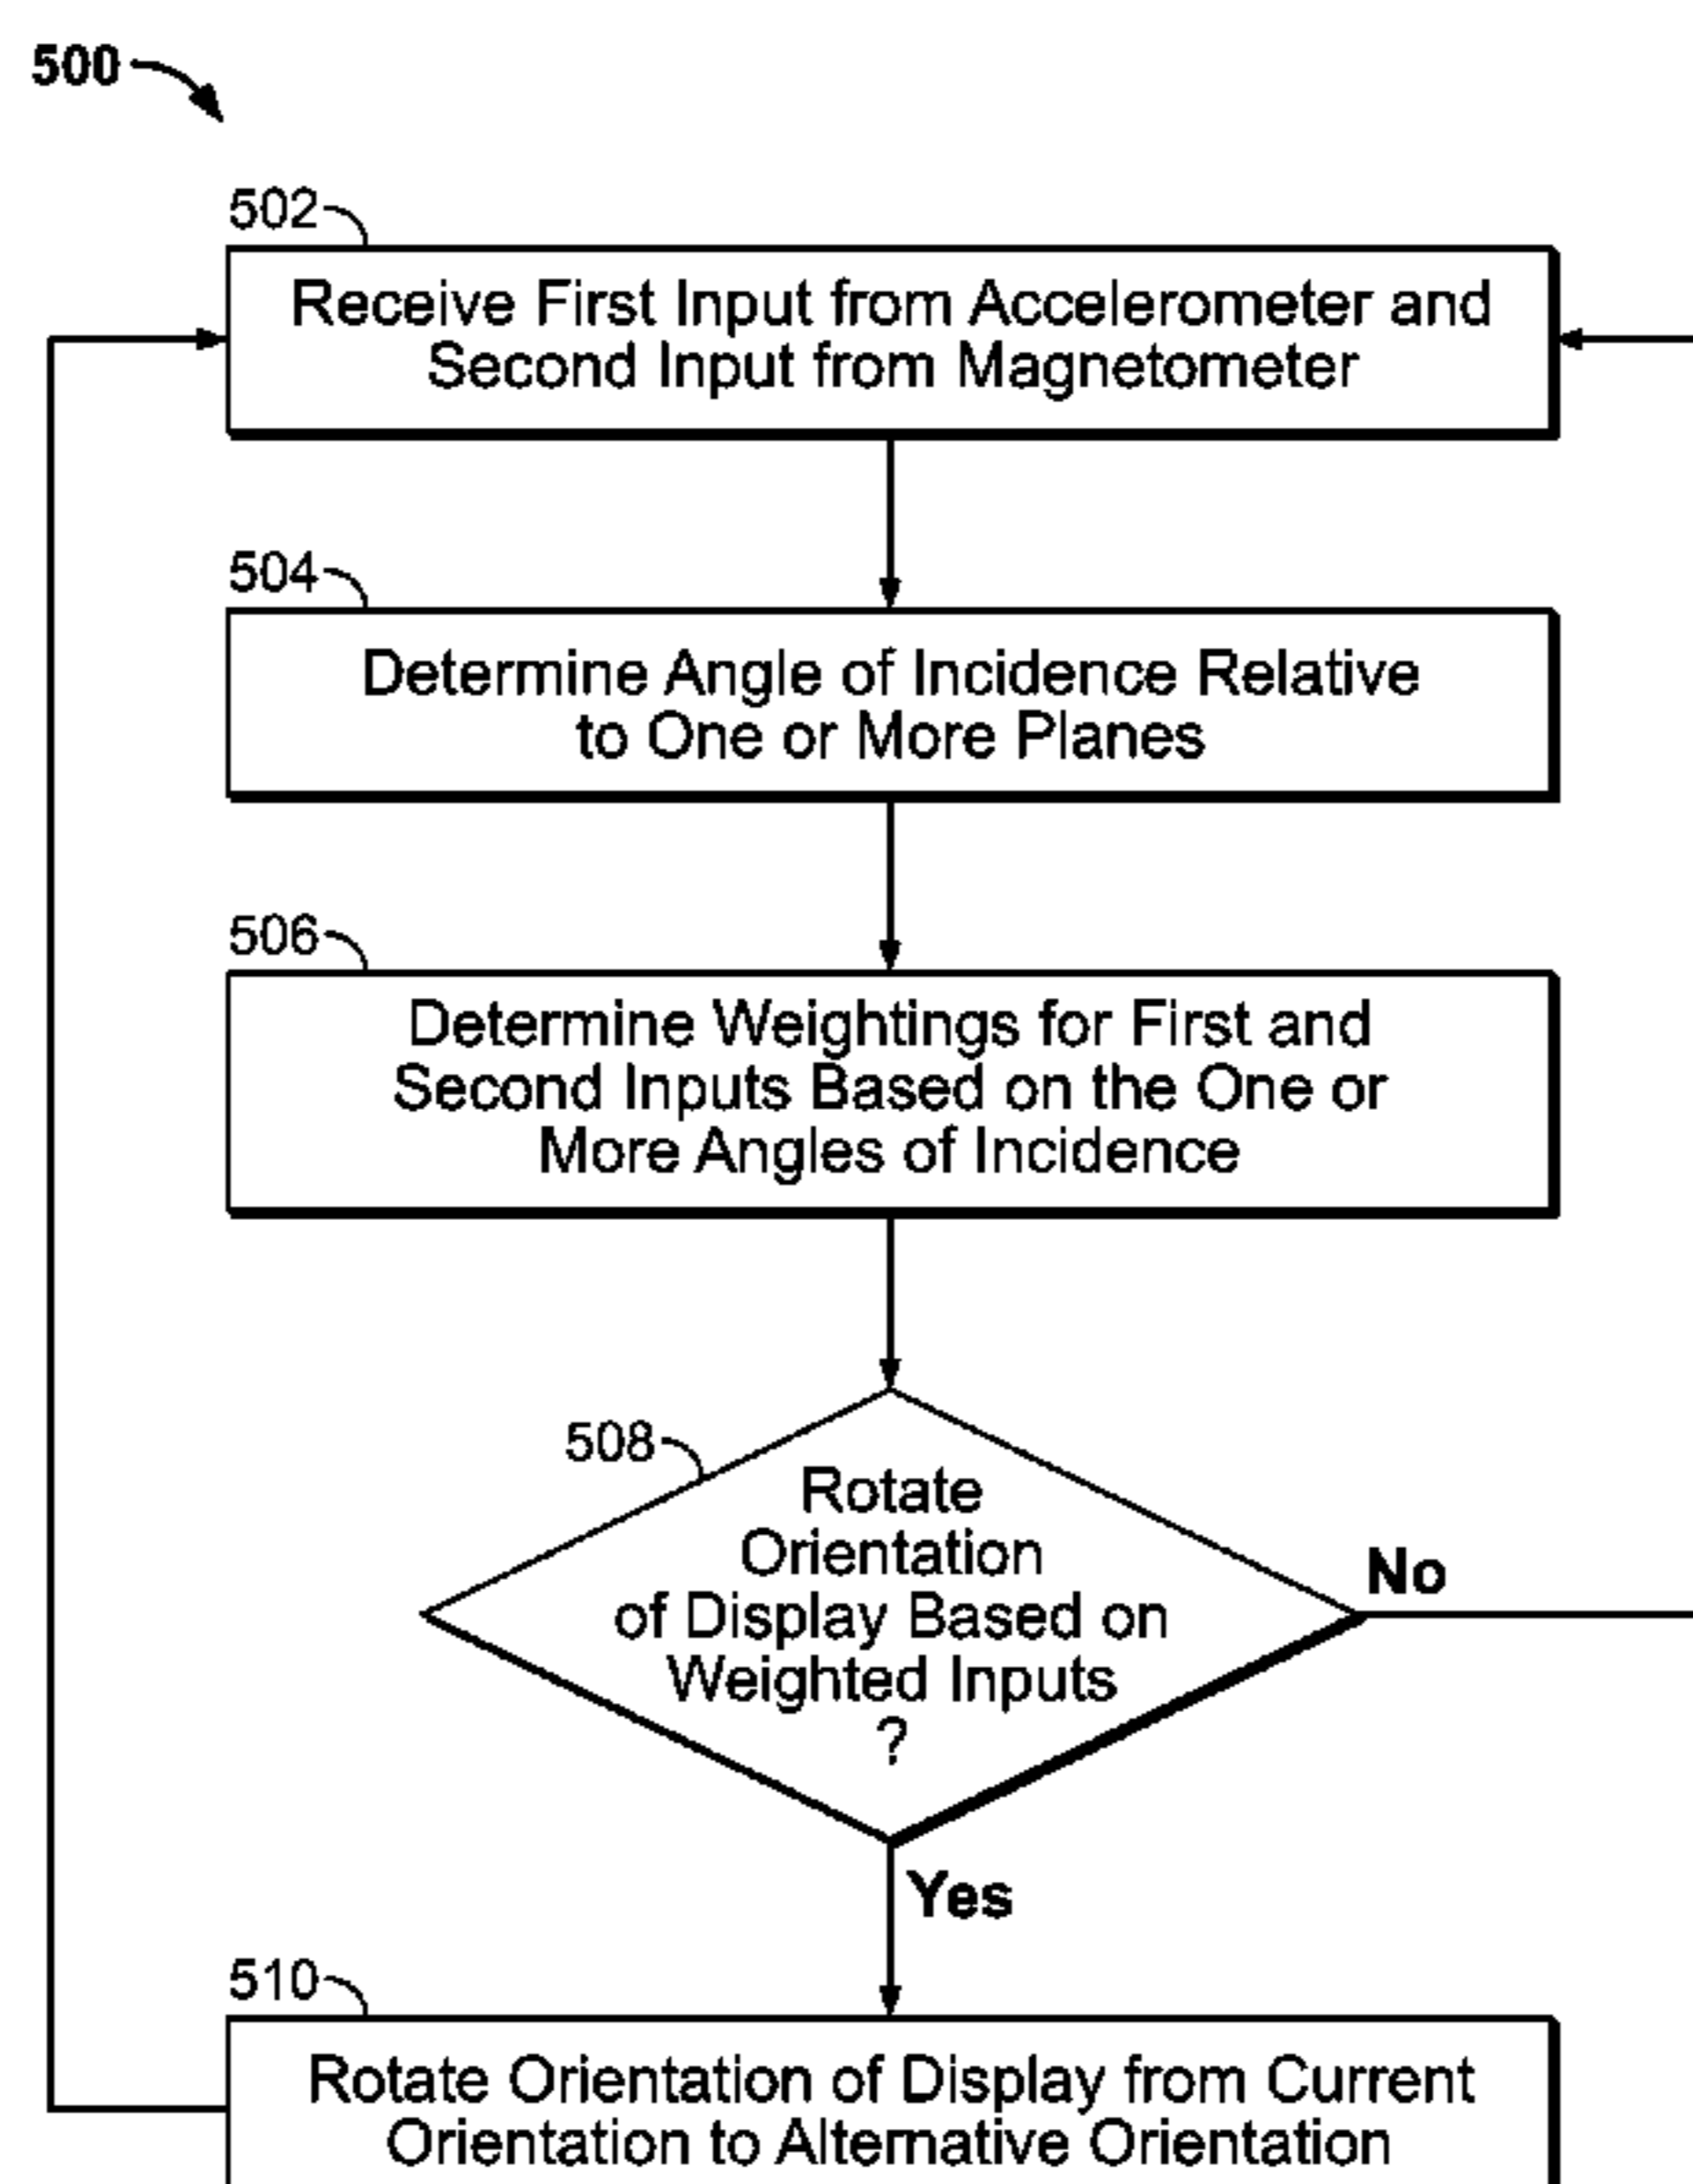 500
502
Receive First Input from Accelerometer and
Second Input from Magnetometer
504
Determine Angle of Incidence Relative
to One or More Planes
506
Determine Weightings for First and
Second Inputs Based on the One or
More Angles of Incidence
508
Rotate
Orientation
of Display Based on
Weighted Inputs
?
No
Yes
510
Rotate Orientation of Display from Current
Orientation to Alternative Orientation